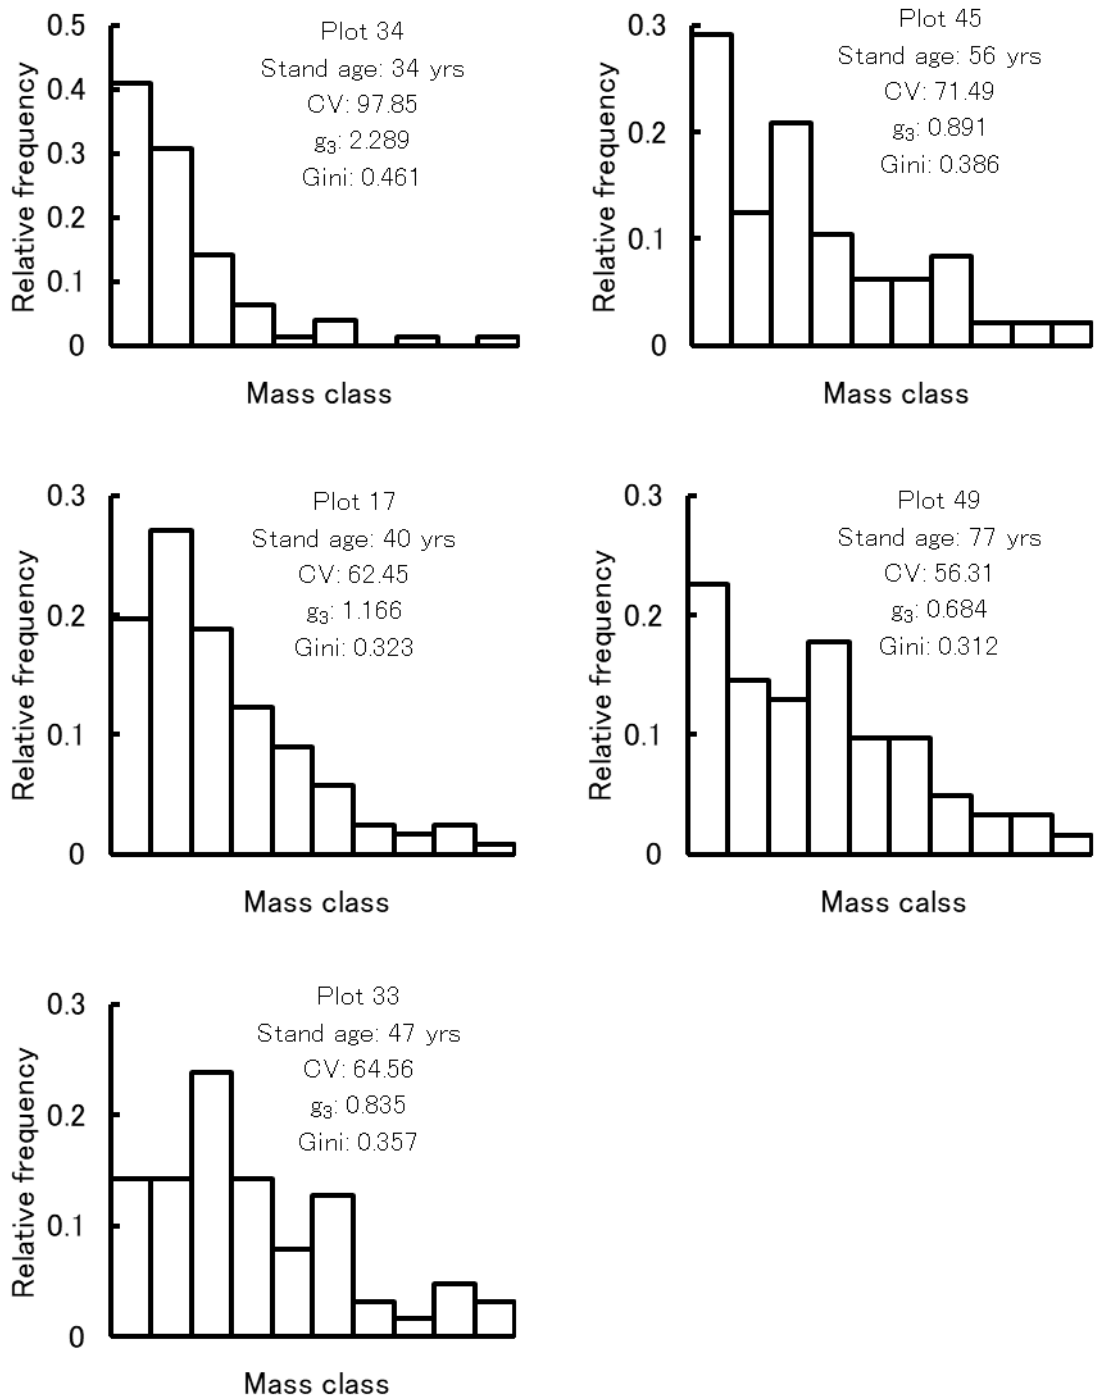 Plot 34
Stand age: 34 yrs
CV: 97.85
g₃: 2.289
Gini: 0.461
Relative frequency
0.5
0.4
0.3
0.2
0.1
0
Mass class
Plot 45
Stand age: 56 yrs
CV: 71.49
g₃: 0.891
Gini: 0.386
Relative frequency
0.3
0.2
0.1
0
Mass class
Plot 17
Stand age: 40 yrs
CV: 62.45
g₃: 1.166
Gini: 0.323
Relative frequency
0.3
0.2
0.1
0
Mass class
Plot 49
Stand age: 77 yrs
CV: 56.31
g₃: 0.684
Gini: 0.312
Relative frequency
0.3
0.2
0.1
0
Mass calss
Plot 33
Stand age: 47 yrs
CV: 64.56
g₃: 0.835
Gini: 0.357
Relative frequency
0.3
0.2
0.1
0
Mass class